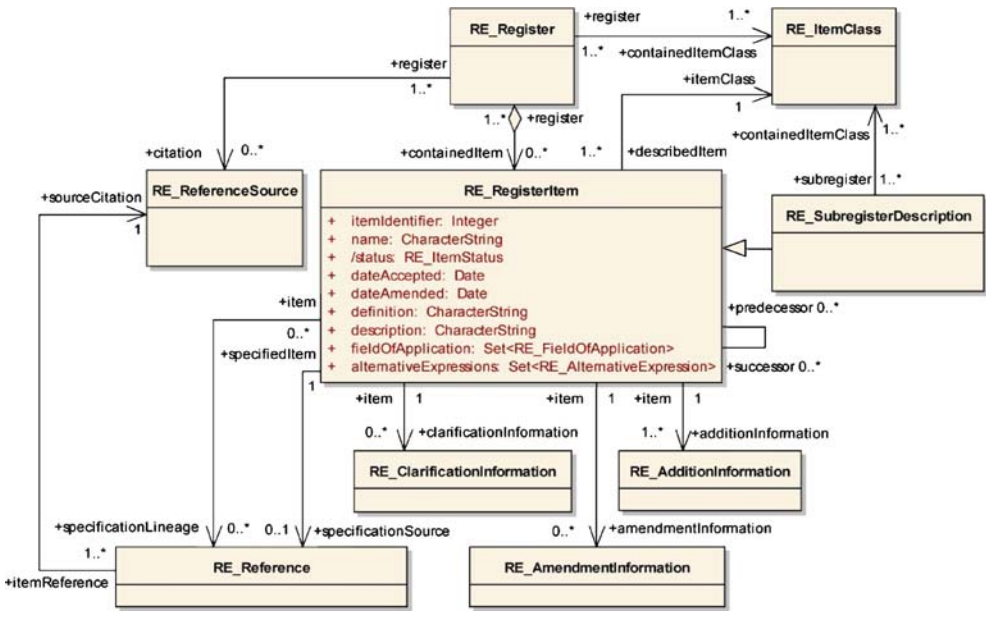 +register 1..*
RE_Register RE_ItemClass
1..* +containedItemClass
+register +itemClass
1..* 1
1..* +register 1..*
+containedItemClass
+citation 0..* +containedItem 0..* 1..* +describedItem
+subregister 1..*
+sourceCitation
1
RE_ReferenceSource
RE_RegisterItem
RE_SubregisterDescription
+ itemIdentifier: Integer
+ name: CharacterString
+ /status: RE_ItemStatus
+ dateAccepted: Date
+ dateAmended: Date
+ definition: CharacterString
+ description: CharacterString
+ fieldOfApplication: Set<RE_FieldOfApplication>
+ alternativeExpressions: Set<RE_AlternativeExpression>
+item
0..*
+specifiedItem
1
+predecessor 0..*
+successor 0..*
+item 1 +item 1 +item 1
0..* +clarificationInformation 1..* +additionInformation
RE_ClarificationInformation RE_AdditionInformation
+specificationLineage 0..* 0..1 +specificationSource 0..* +amendmentInformation
1..*
+itemReference
RE_Reference RE_AmendmentInformation